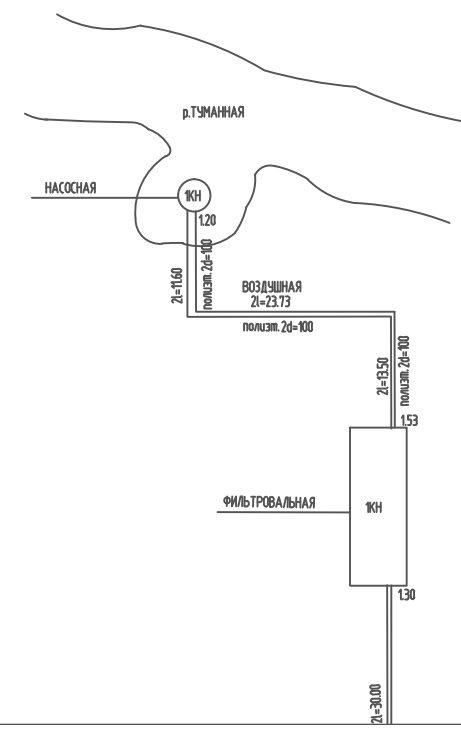 р.ТУМАННАЯ
НАСОСНАЯ
1КН
1.20
2l=11.60
полиэт. 2d=100
ВОЗДУШНАЯ
2l=23.73
полиэт. 2d=100
2l=13.50
полиэт. 2d=100
1.53
ФИЛЬТРОВАЛЬНАЯ
1КН
1.30
2l=30.00